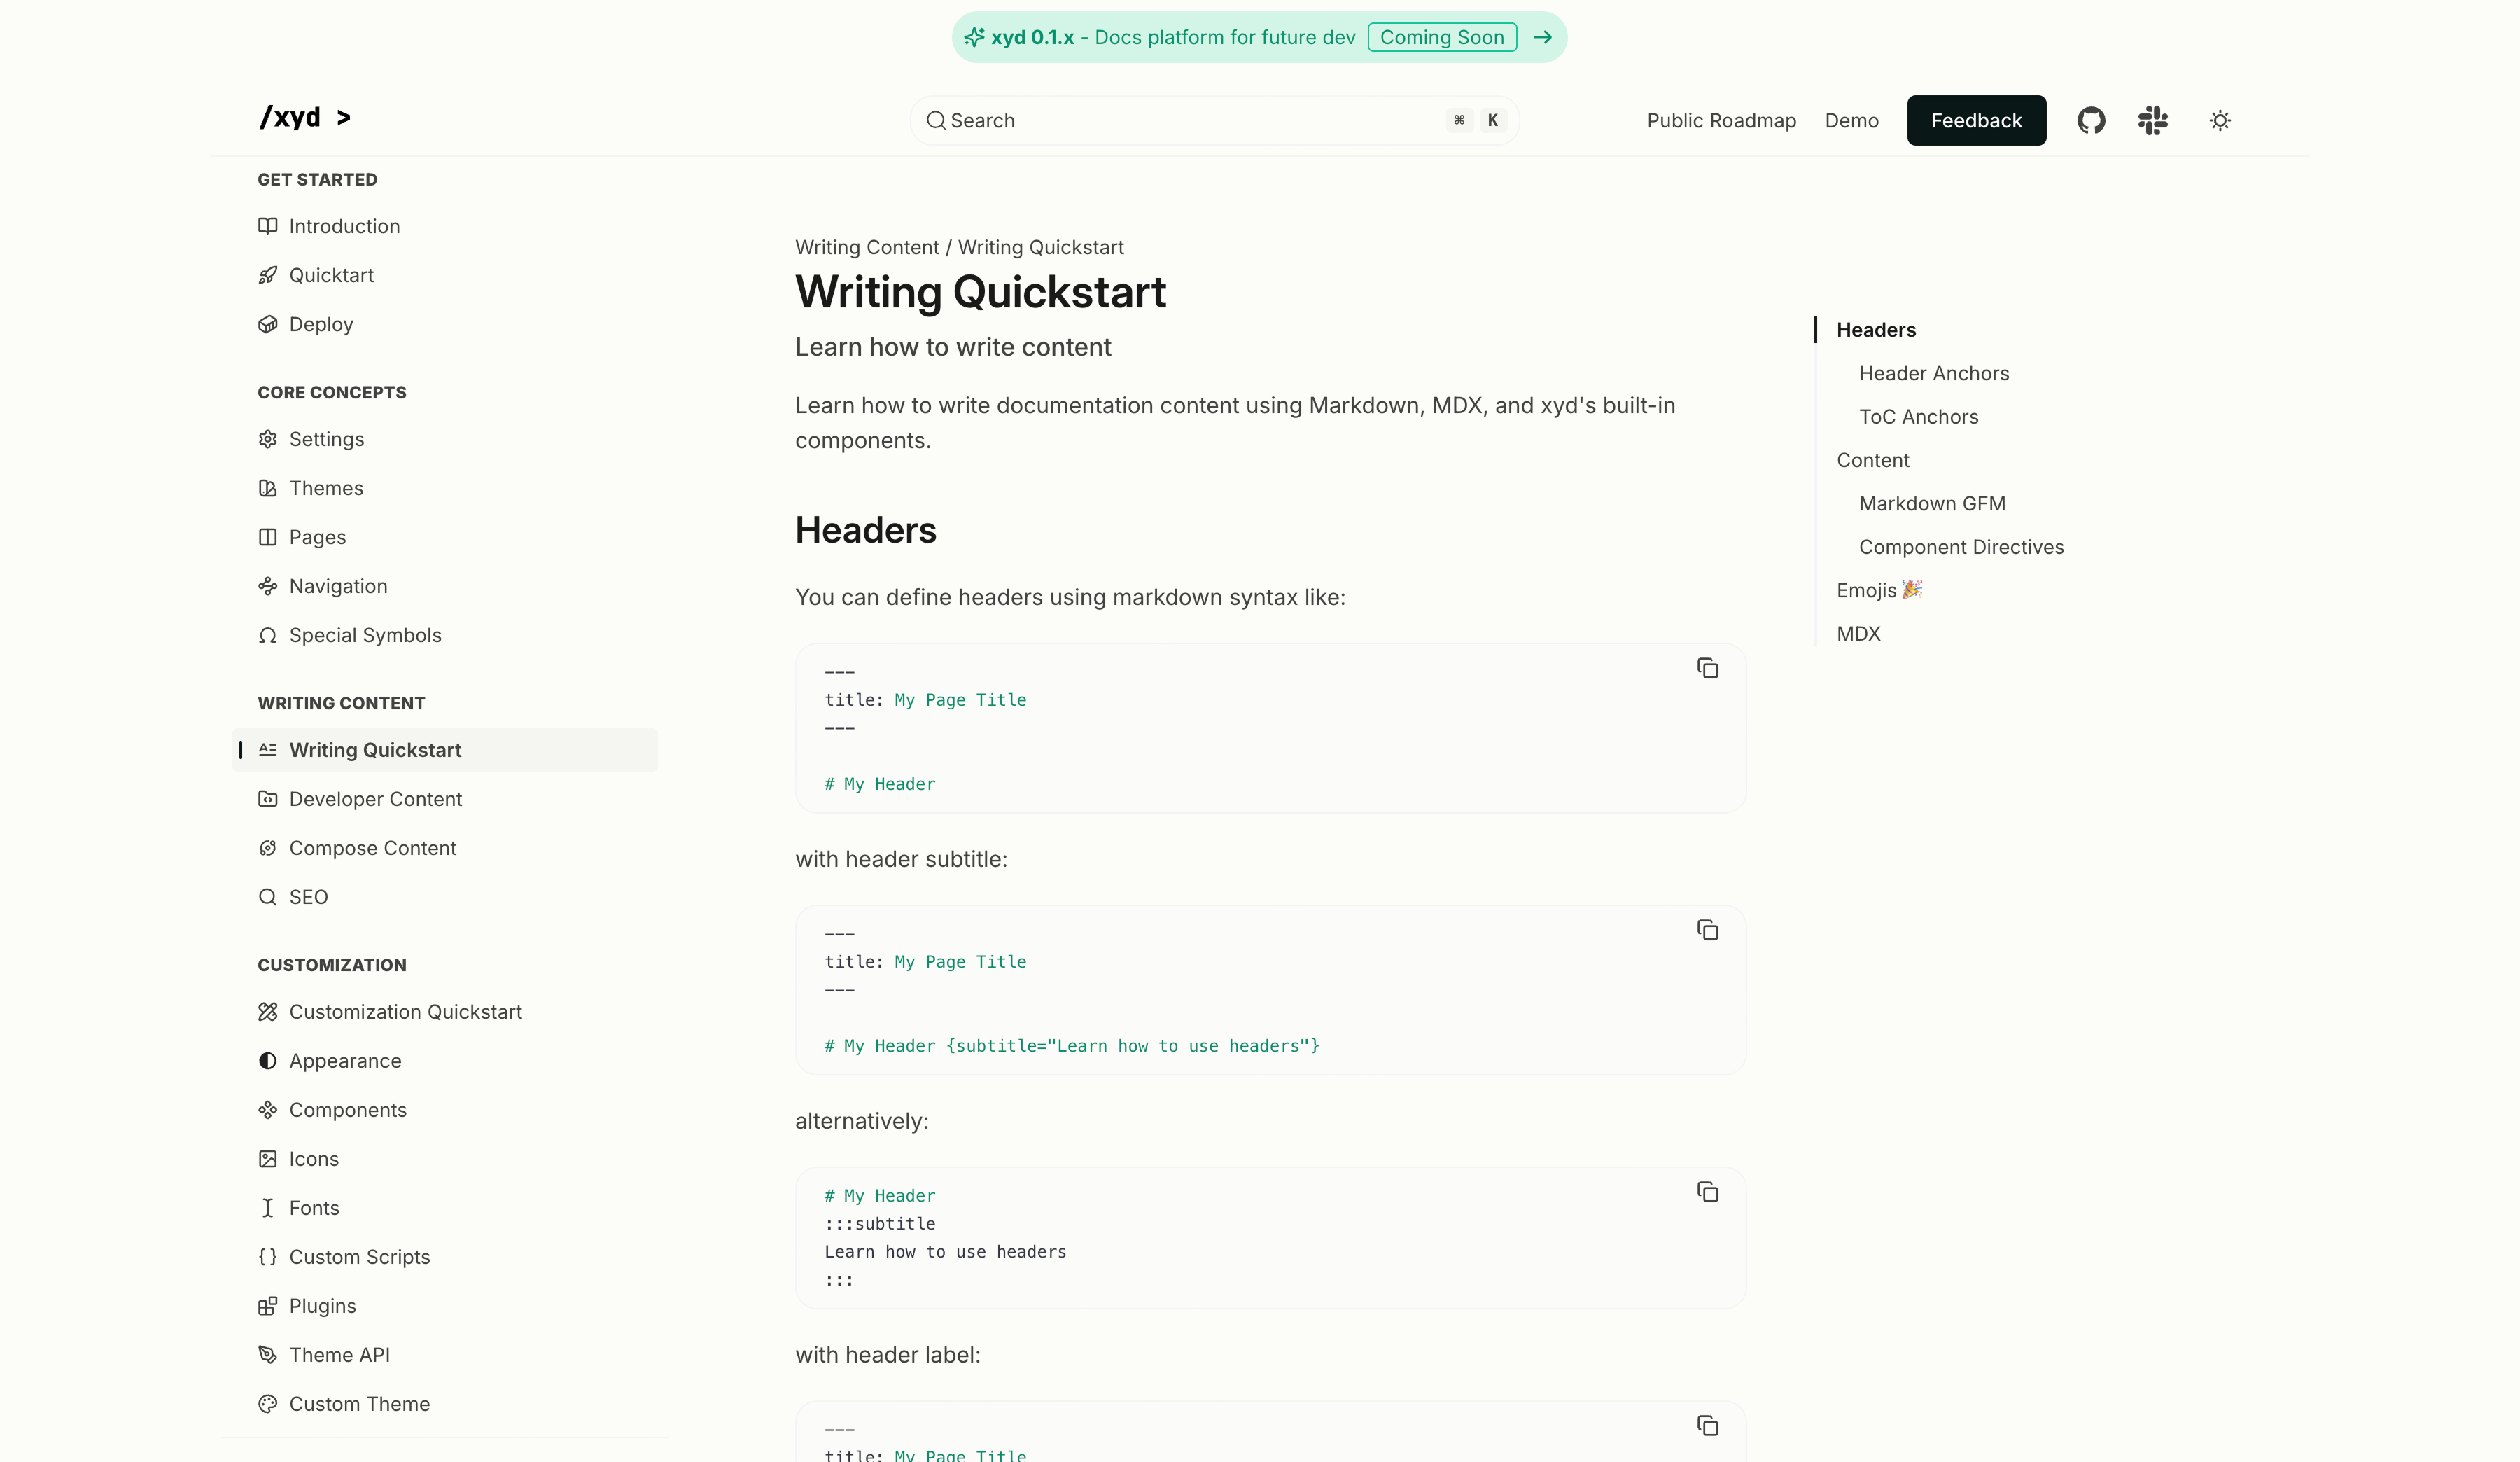 xyd 0.1.x - Docs platform for future dev Coming Soon →
/xyd >
Search ⌘ K
Public Roadmap Demo Feedback
GET STARTED
Introduction
Quicktart
Deploy
CORE CONCEPTS
Settings
Themes
Pages
Navigation
Special Symbols
WRITING CONTENT
Writing Quickstart
Developer Content
Compose Content
SEO
CUSTOMIZATION
Customization Quickstart
Appearance
Components
Icons
Fonts
Custom Scripts
Plugins
Theme API
Custom Theme
Writing Content / Writing Quickstart
Writing Quickstart
Learn how to write content
Learn how to write documentation content using Markdown, MDX, and xyd's built-in
components.
Headers
You can define headers using markdown syntax like:
---
title: My Page Title
---
# My Header
with header subtitle:
---
title: My Page Title
---
# My Header {subtitle="Learn how to use headers"}
alternatively:
# My Header
:::subtitle
Learn how to use headers
:::
with header label:
---
title: My Page Title
Headers
Header Anchors
ToC Anchors
Content
Markdown GFM
Component Directives
Emojis 🎉
MDX